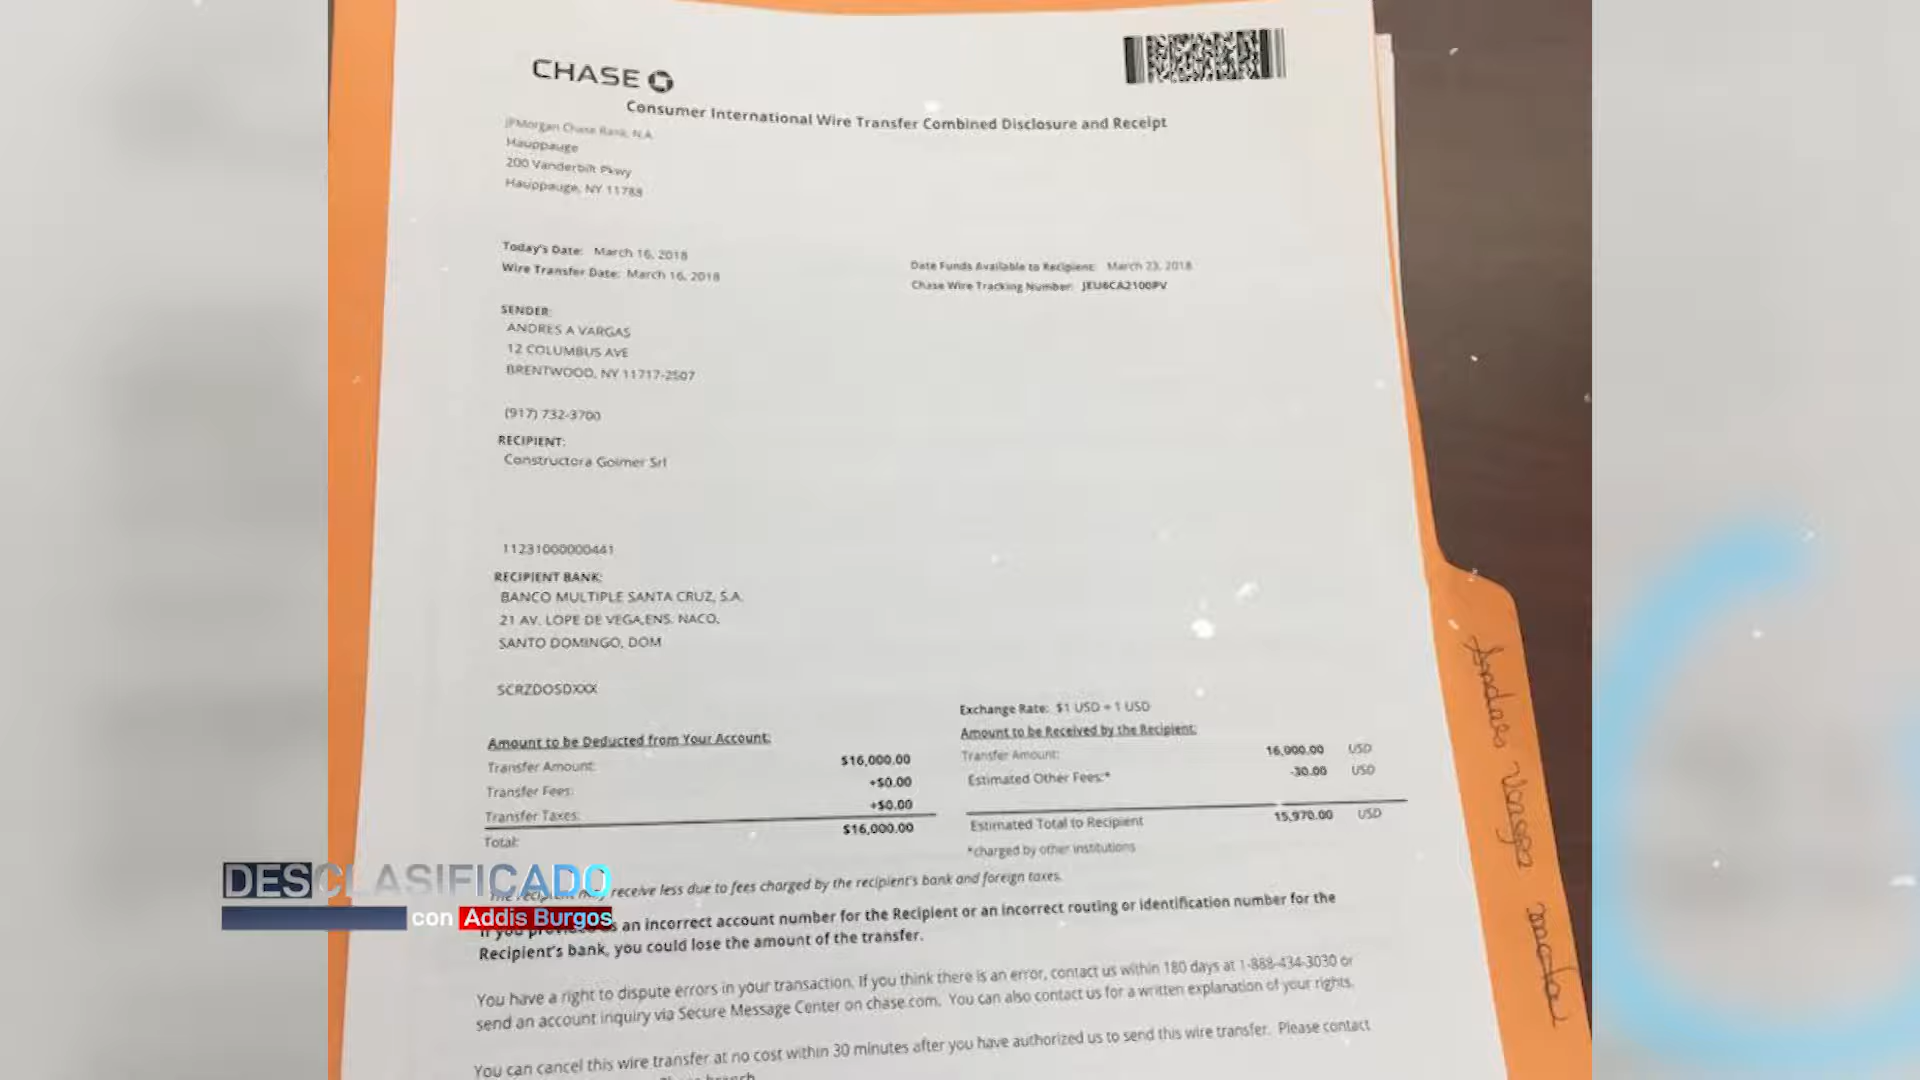 CHASE
Consumer International Wire Transfer Combined Disclosure and Receipt
JPMorgan Chase Bank, N.A.
Hauppauge
200 Vanderbilt Pkwy
Hauppauge, NY 11788
Today's Date: March 16, 2018
Wire Transfer Date: March 16, 2018
Date Funds Available to Recipient: March 23, 2018
Chase Wire Tracking Number: JEU6CA2100PV
SENDER:
ANDRES A VARGAS
12 COLUMBUS AVE
BRENTWOOD, NY 11717-2507
(917) 732-3700
RECIPIENT:
Constructora Goimer Srl
11231000000441
RECIPIENT BANK:
BANCO MULTIPLE SANTA CRUZ, S.A.
21 AV. LOPE DE VEGA,ENS. NACO,
SANTO DOMINGO, DOM
SCRZDOSDXXX
Amount to be Deducted from Your Account:
Transfer Amount: $16,000.00
Transfer Fees: +$0.00
Transfer Taxes: +$0.00
Total: $16,000.00
Exchange Rate: $1 USD = 1 USD
Amount to be Received by the Recipient:
Transfer Amount: 16,000.00 USD
Estimated Other Fees:* -30.00 USD
Estimated Total to Recipient 15,970.00 USD
*charged by other institutions
receive less due to fees charged by the recipient's bank and foreign taxes.
If you an incorrect account number for the Recipient or an incorrect routing or identification number for the
Recipient's bank, you could lose the amount of the transfer.
You have a right to dispute errors in your transaction. If you think there is an error, contact us within 180 days at 1-888-434-3030 or
send an account inquiry via Secure Message Center on chase.com. You can also contact us for a written explanation of your rights.
You can cancel this wire transfer at no cost within 30 minutes after you have authorized us to send this wire transfer. Please contact
Andres Vargas
DESCLASIFICADO
con Addis Burgos